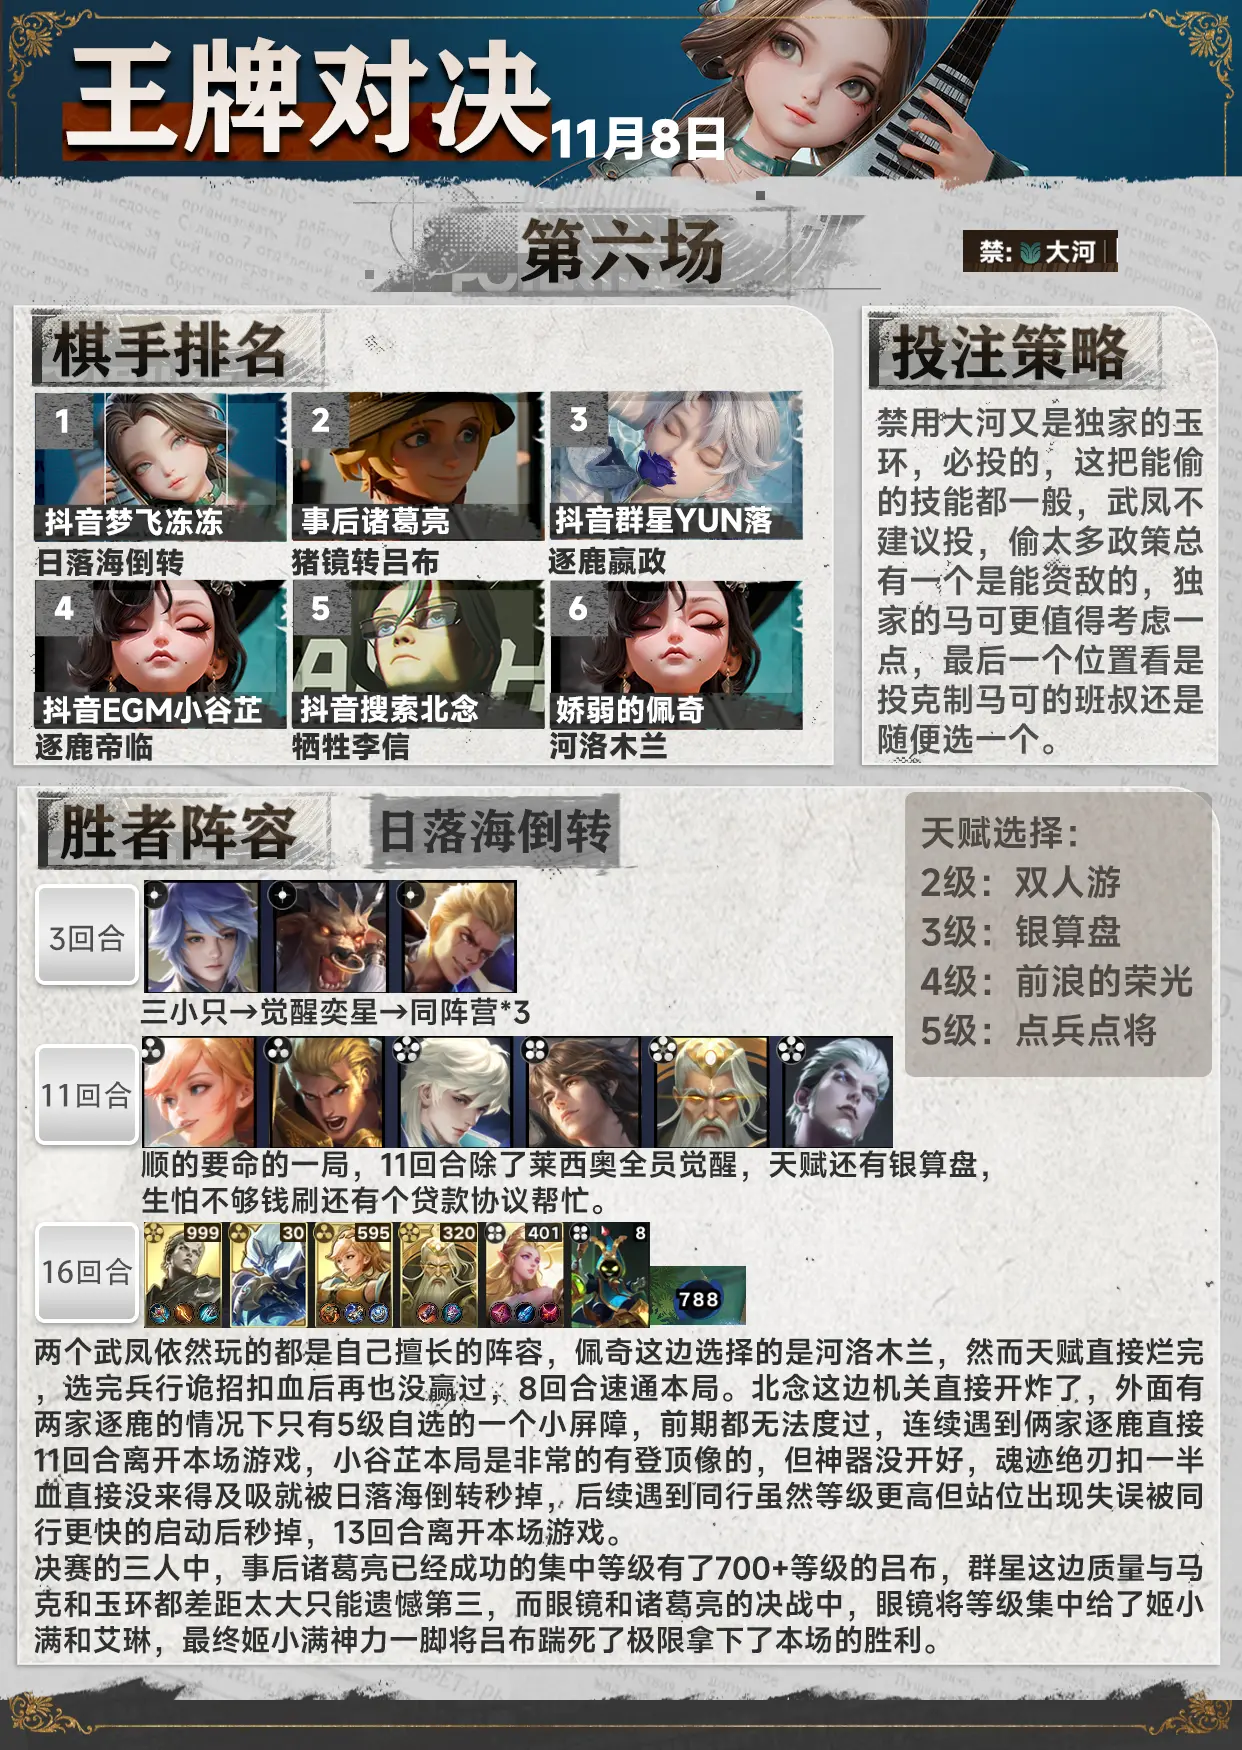 王牌对决
11月8日
第六场
禁: 大河
棋手排名
1
抖音梦飞冻冻
日落海倒转
2
事后诸葛亮
猪镜转吕布
3
抖音群星YUN落
逐鹿嬴政
4
抖音EGM小谷芷
逐鹿帝临
5
抖音搜索北念
牺牲李信
6
娇弱的佩奇
河洛木兰
投注策略
禁用大河又是独家的玉
环，必投的，这把能偷
的技能都一般，武凤不
建议投，偷大多政策总
有一个是能资敌的，独
家的马可更值得考虑一
点，最后一个位置看是
投克制马可的班叔还是
随便选一个。
胜者阵容
日落海倒转
天赋选择：
2级：双人游
3级：银算盘
4级：前浪的荣光
5级：点兵点将
3回合
三小只→觉醒奕星→同阵营*3
11回合
顺的要命的一局，11回合除了莱西奥全员觉醒，天赋还有银算盘，
生怕不够钱刷还有个贷款协议帮忙。
16回合
999 30 595 320 401 8
788
两个武凤依然玩的都是自己擅长的阵容，佩奇这边选择的是河洛木兰，然而天赋直接烂完
，选完兵行诡招扣血后再也没赢过，8回合速通本局。北念这边机关直接开炸了，外面有
两家逐鹿的情况下只有5级自选的一个小屏障，前期都无法度过，连续遇到俩家逐鹿直接
11回合离开本场游戏，小谷芷本局是非常的有登顶像的，但神器没开好，魂迹绝刃扣一半
血直接没来得及吸就被日落海倒转秒掉，后续遇到同行虽然等级更高但站位出现失误被同
行更快的启动后秒掉，13回合离开本场游戏。
决赛的三人中，事后诸葛亮已经成功的集中等级有了700+等级的吕布，群星这边质量与马
克和玉环都差距太大只能遗憾第三，而眼镜和诸葛亮的决战中，眼镜将等级集中给了姬小
满和艾琳，最终姬小满神力一脚将吕布踹死了极限拿下了本场的胜利。